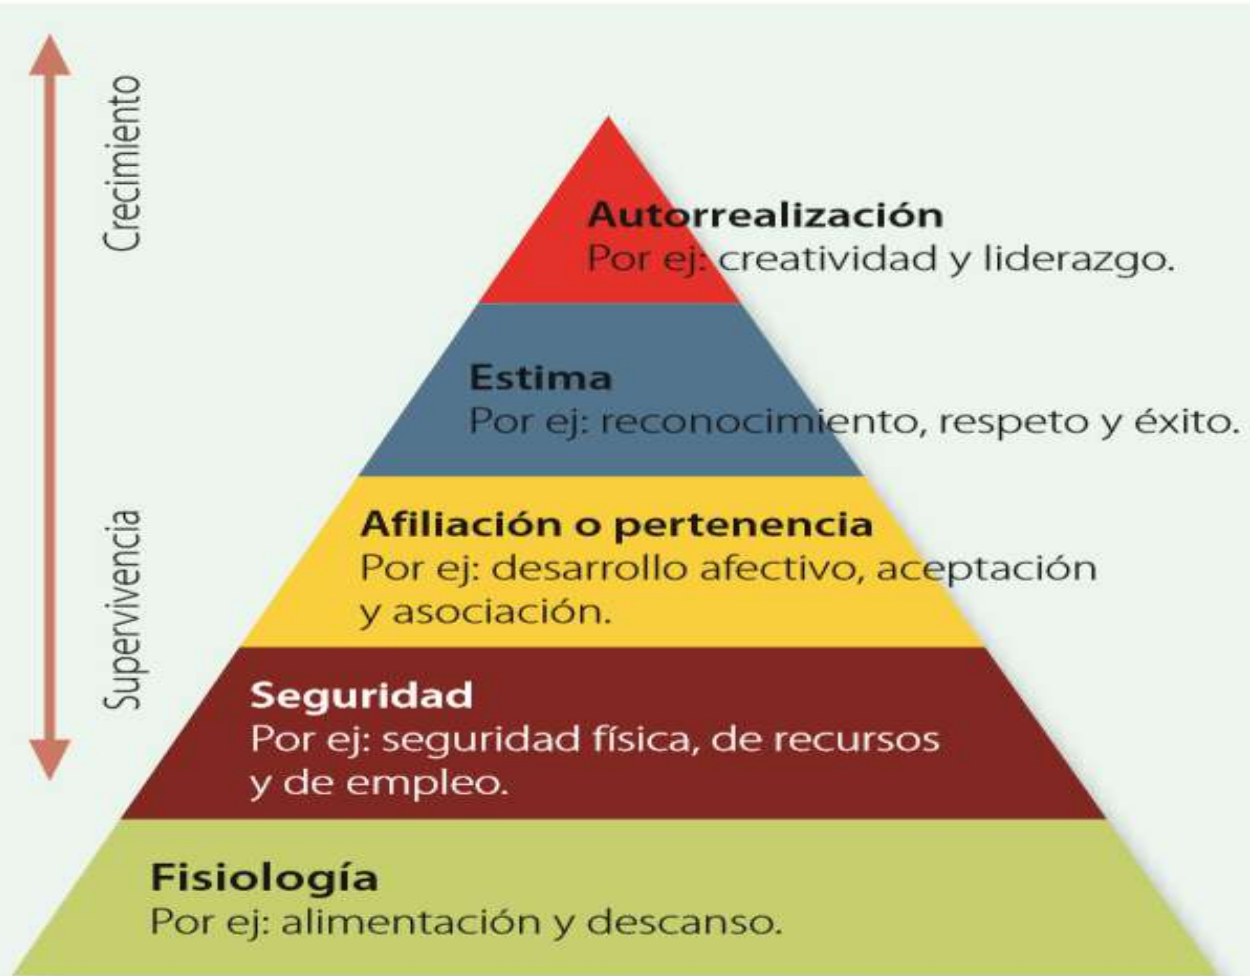 Crecimiento
Autorrealización
Por ej: creatividad y liderazgo.
Estima
Por ej: reconocimiento, respeto y éxito.
Supervivencia
Afiliación o pertenencia
Por ej: desarrollo afectivo, aceptación
y asociación.
Seguridad
Por ej: seguridad física, de recursos
y de empleo.
Fisiología
Por ej: alimentación y descanso.